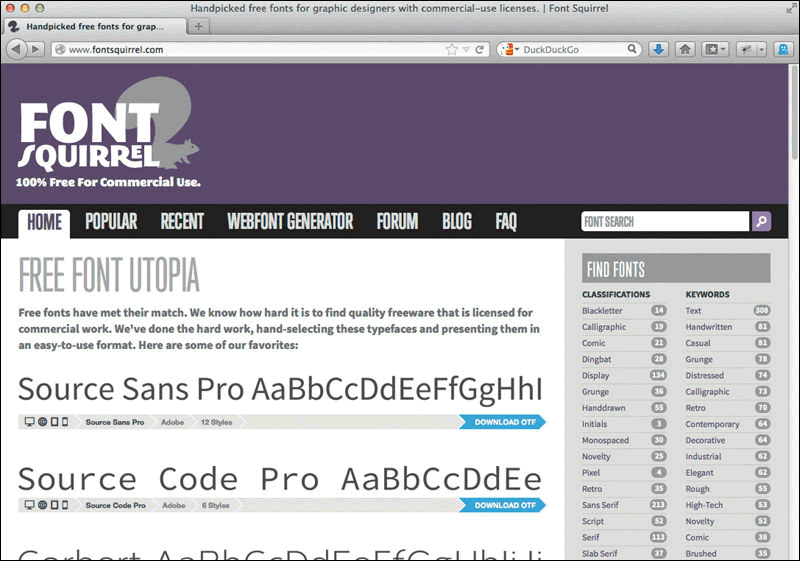 Handpicked free fonts for graphic designers with commercial-use licenses. | Font Squirrel
Handpicked free fonts for grap...
www.fontsquirrel.com
DuckDuckGo
FONT
SQUIRREL
100% Free For Commercial Use.
HOME POPULAR RECENT WEBFONT GENERATOR FORUM BLOG FAQ
FONT SEARCH
FREE FONT UTOPIA
Free fonts have met their match. We know how hard it is to find quality freeware that is licensed for
commercial work. We've done the hard work, hand-selecting these typefaces and presenting them in
an easy-to-use format. Here are some of our favorites:
Source Sans Pro AaBbCcDdEeFfGgHhI
Source Sans Pro Adobe 12 Styles DOWNLOAD OTF
Source Code Pro AaBbCcDdEe
Source Code Pro Adobe 6 Styles DOWNLOAD OTF
FIND FONTS
CLASSIFICATIONS
Blackletter 14
Calligraphic 19
Comic 21
Dingbat 28
Display 134
Grunge 36
Handdrawn 55
Initials 3
Monospaced 30
Novelty 25
Pixel 4
Retro 35
Sans Serif 213
Script 52
Serif 113
Slab Serif 37
KEYWORDS
Text 308
Handwritten 81
Casual 81
Grunge 78
Distressed 74
Calligraphic 73
Retro 70
Contemporary 64
Decorative 64
Industrial 62
Elegant 62
Rough 55
High-Tech 53
Novelty 52
Comic 38
Brushed 35